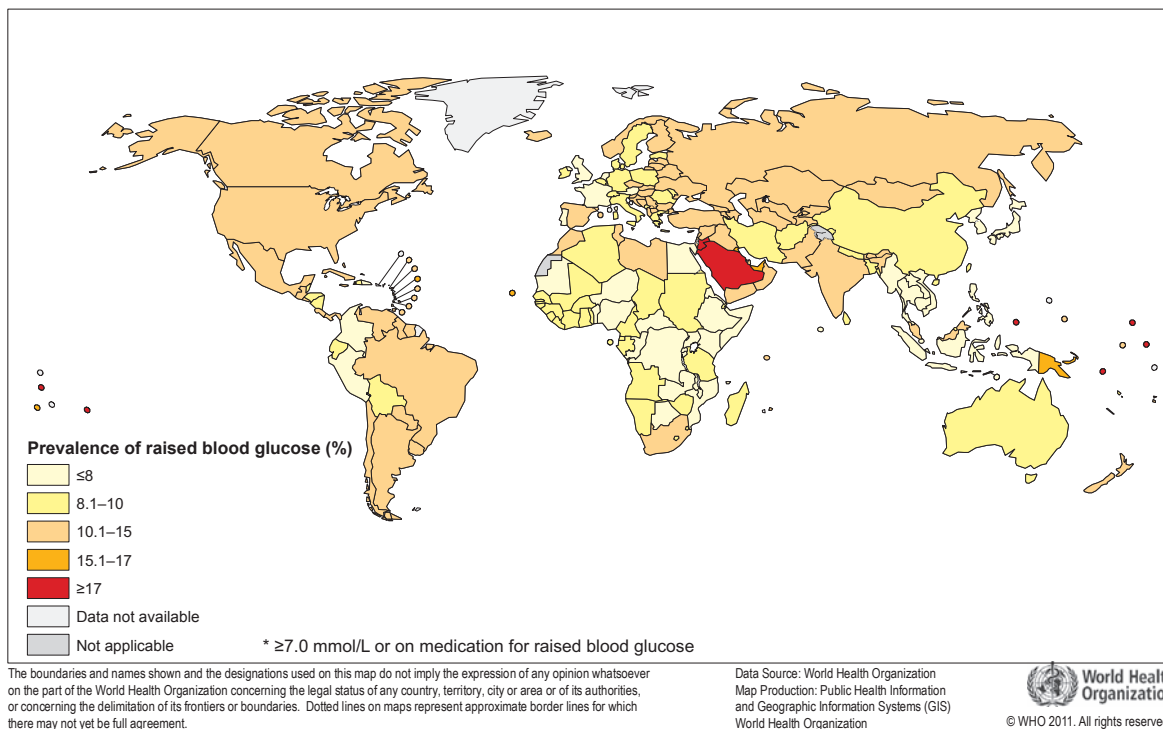 Prevalence of raised blood glucose (%)
≤8
8.1–10
10.1–15
15.1–17
≥17
Data not available
Not applicable
* ≥7.0 mmol/L or on medication for raised blood glucose
The boundaries and names shown and the designations used on this map do not imply the expression of any opinion whatsoever
on the part of the World Health Organization concerning the legal status of any country, territory, city or area or of its authorities,
or concerning the delimitation of its frontiers or boundaries. Dotted lines on maps represent approximate border lines for which
there may not yet be full agreement.
Data Source: World Health Organization
Map Production: Public Health Information
and Geographic Information Systems (GIS)
World Health Organization
World Healt
Organizatio
© WHO 2011. All rights reserve